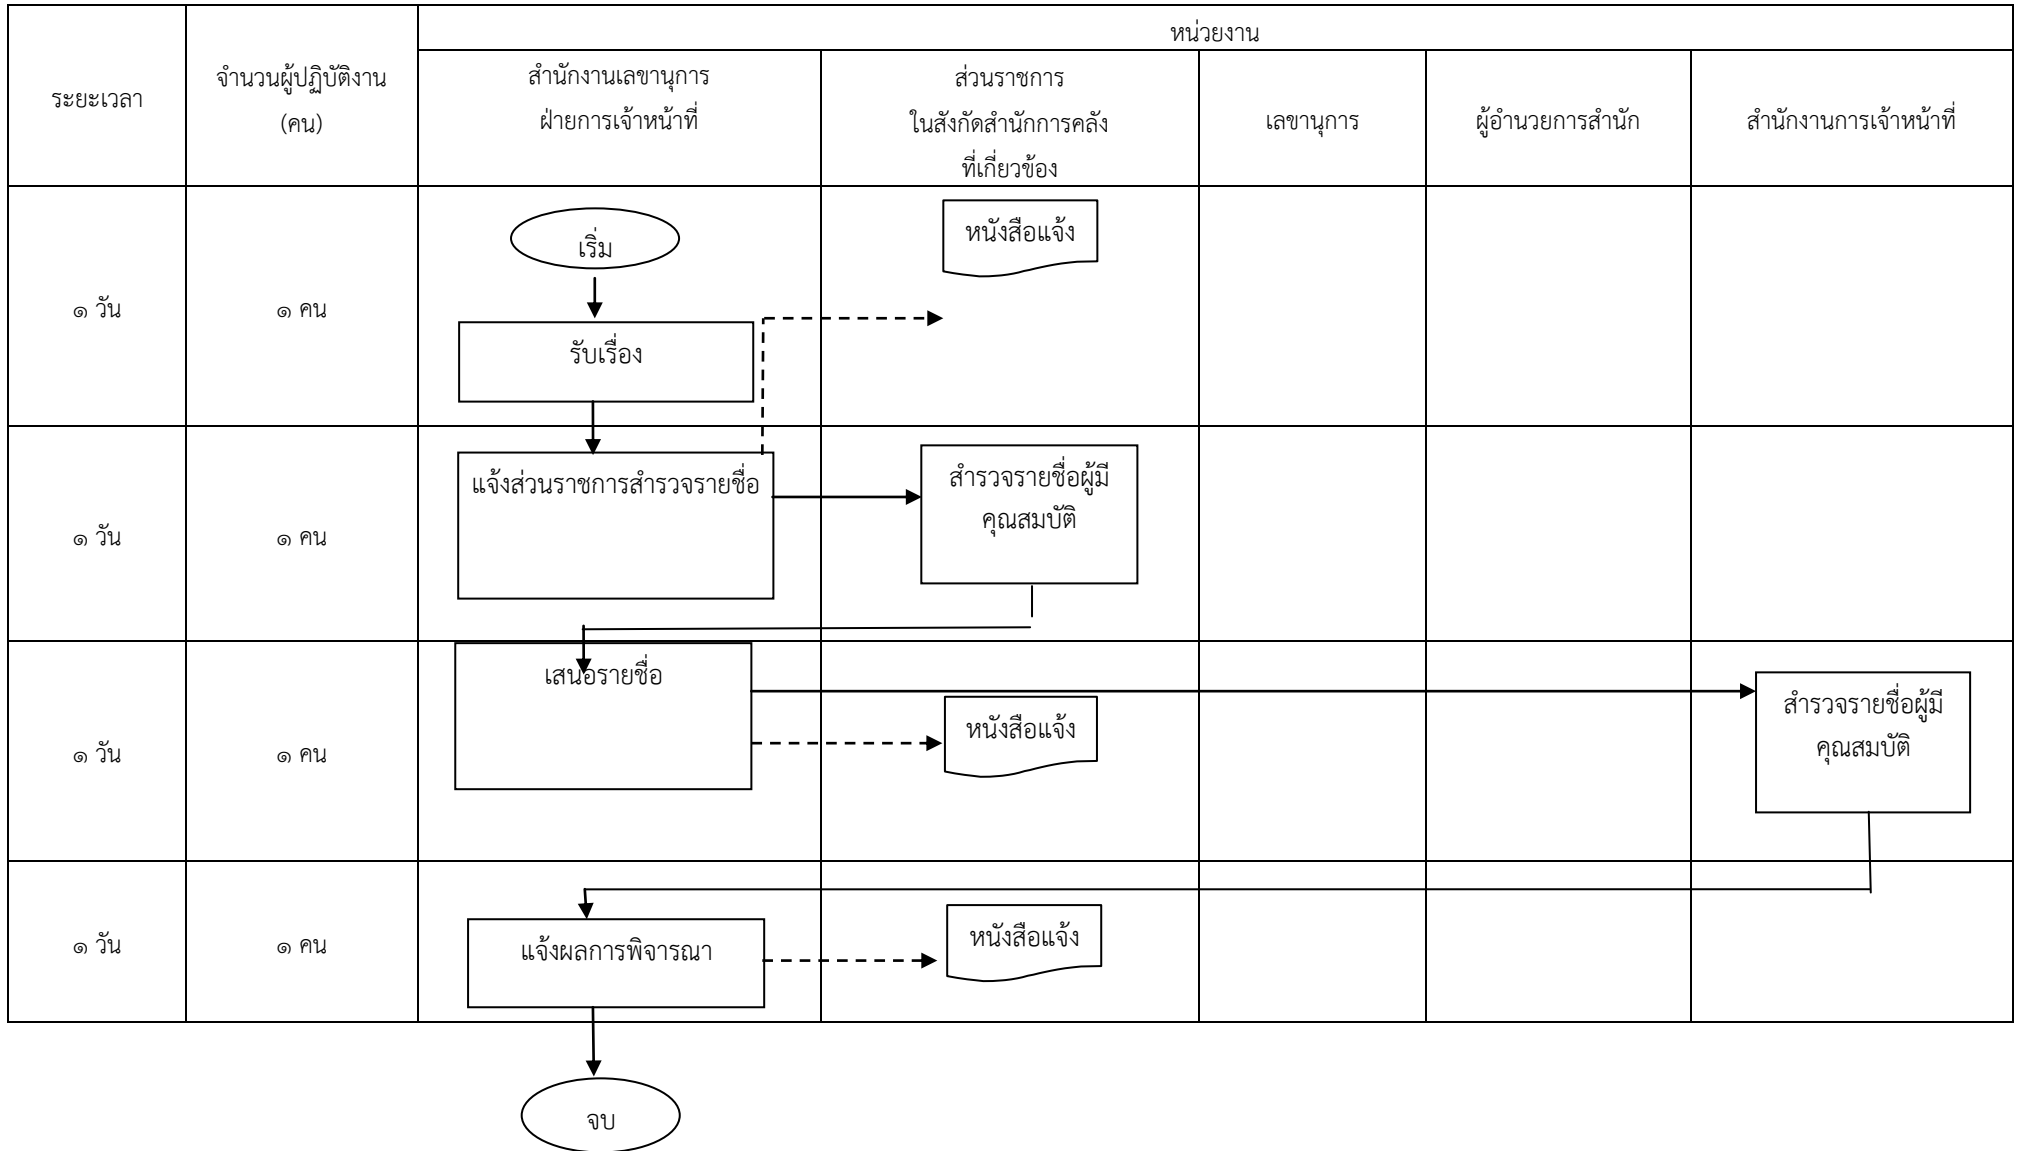 หน่วยงาน
ระยะเวลา
จำนวนผู้ปฏิบัติงาน
(คน)
สำนักงานเลขานุการ
ฝ่ายการเจ้าหน้าที่
ส่วนราชการ
ในสังกัดสำนักการคลัง
ที่เกี่ยวข้อง
เลขานุการ
ผู้อำนวยการสำนัก
สำนักงานการเจ้าหน้าที่
๑ วัน
๑ คน
เริ่ม
รับเรื่อง
หนังสือแจ้ง
๑ วัน
๑ คน
แจ้งส่วนราชการสำรวจรายชื่อ
สำรวจรายชื่อผู้มี
คุณสมบัติ
๑ วัน
๑ คน
เสนอรายชื่อ
หนังสือแจ้ง
สำรวจรายชื่อผู้มี
คุณสมบัติ
๑ วัน
๑ คน
แจ้งผลการพิจารณา
หนังสือแจ้ง
จบ